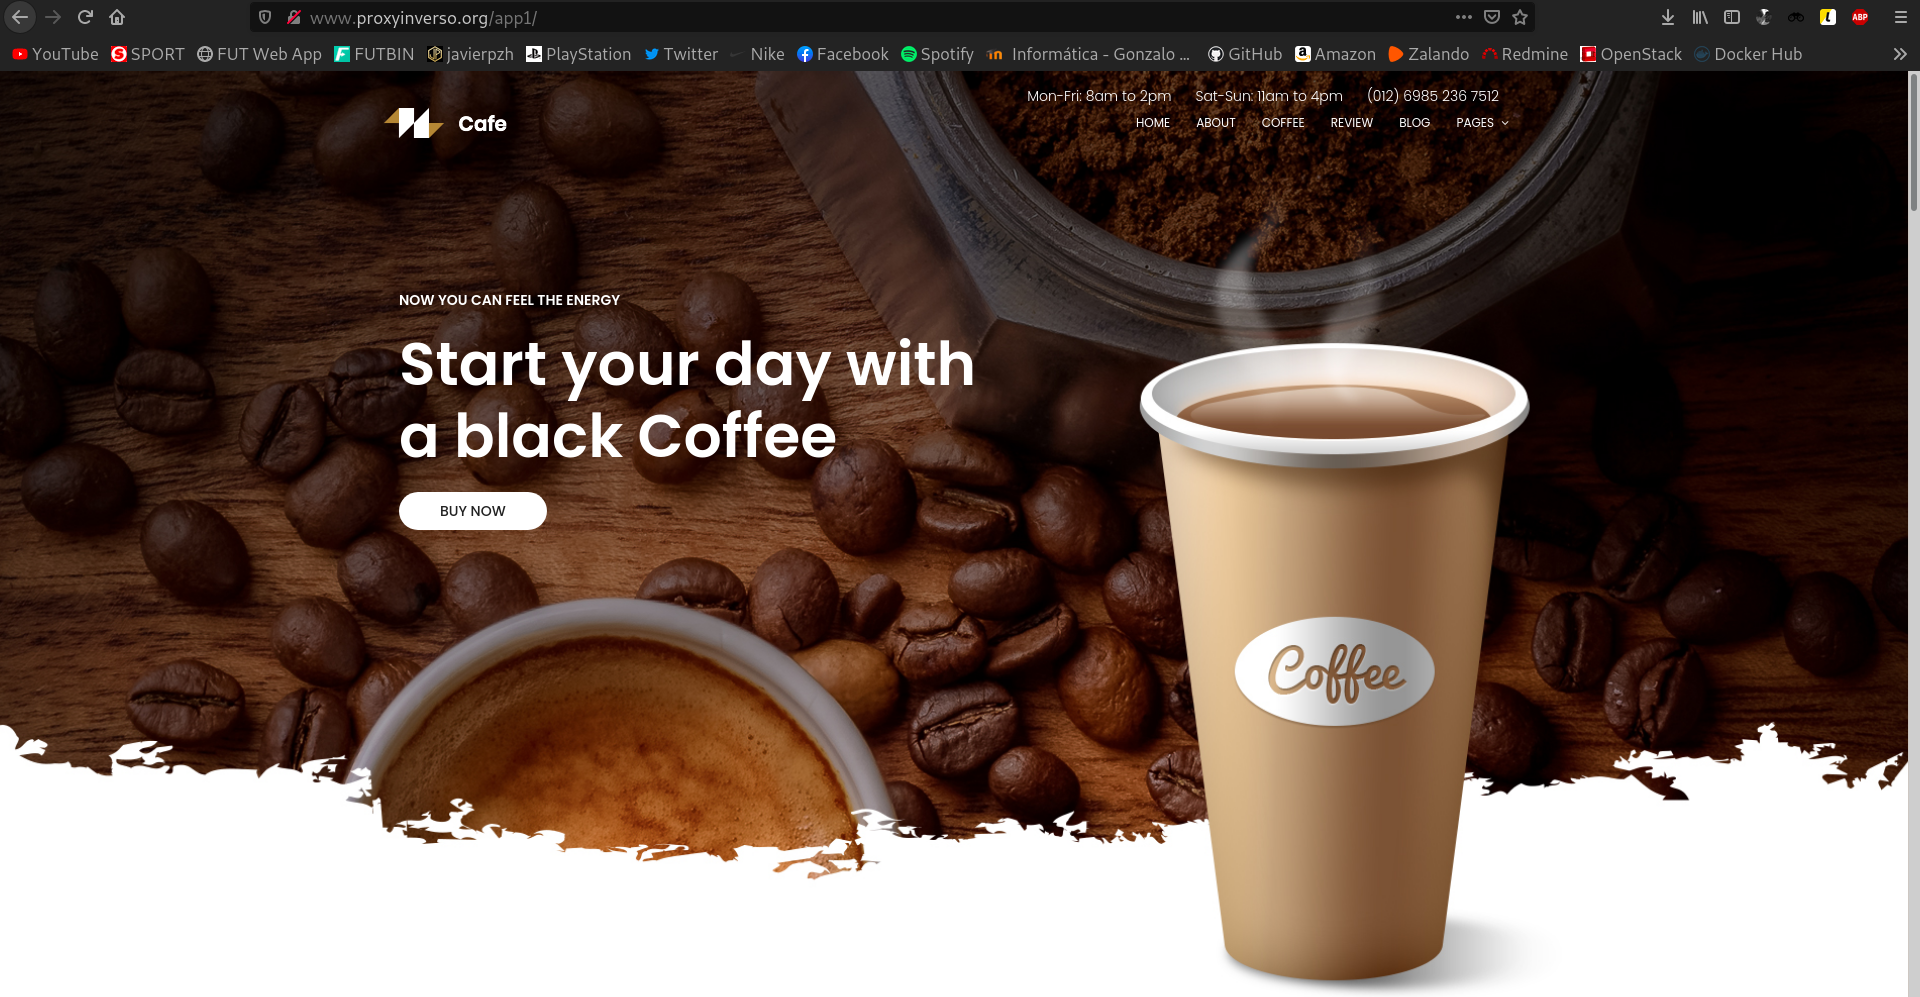 www.proxyinverso.org/app1/
YouTube SPORT FUT Web App FUTBIN javierpzh PlayStation Twitter Nike Facebook Spotify Informática - Gonzalo ... GitHub Amazon Zalando Redmine OpenStack Docker Hub
Mon-Fri: 8am to 2pm Sat-Sun: 11am to 4pm (012) 6985 236 7512
Cafe
HOME ABOUT COFFEE REVIEW BLOG PAGES
NOW YOU CAN FEEL THE ENERGY
Start your day with
a black Coffee
BUY NOW
Coffee
ABP